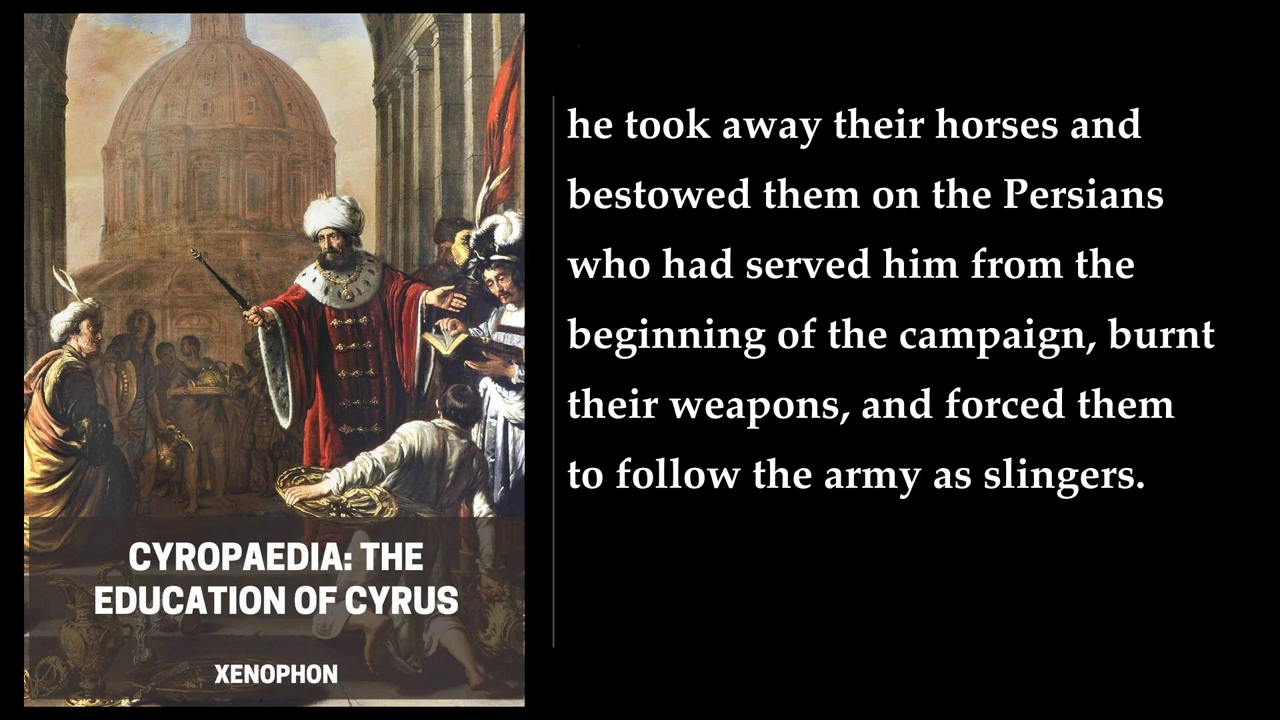 he took away their horses and
bestowed them on the Persians
who had served him from the
beginning of the campaign, burnt
their weapons, and forced them
to follow the army as slingers.
CYROPAEDIA: THE
EDUCATION OF CYRUS
XENOPHON